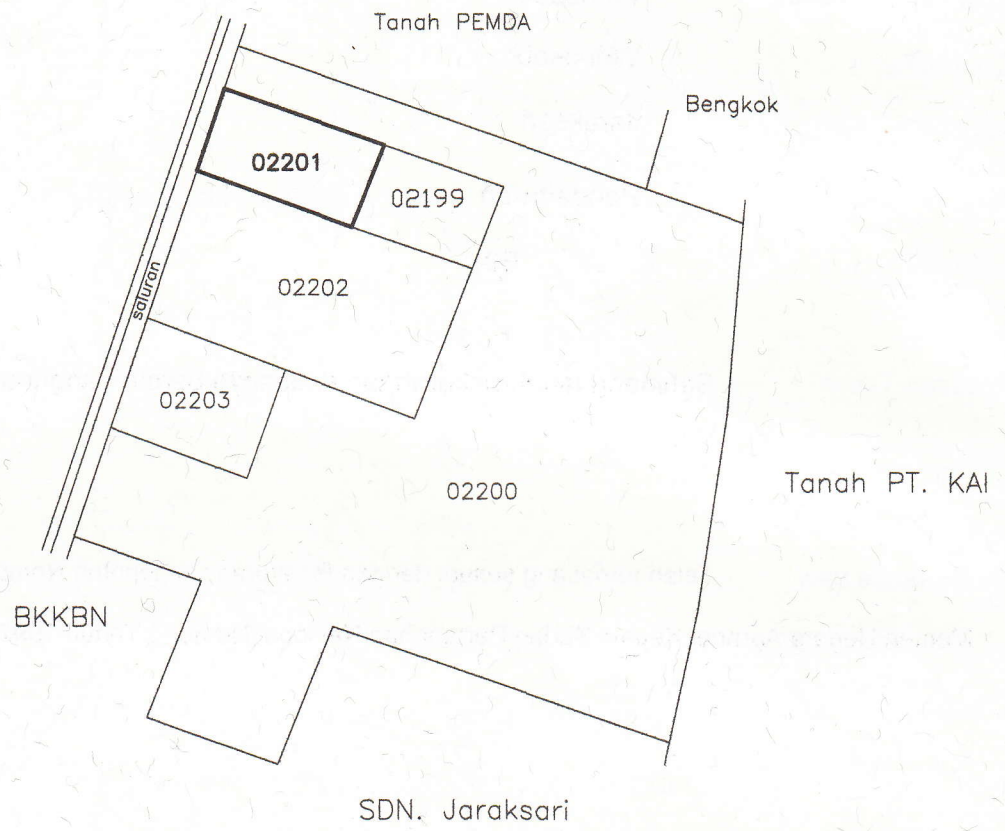 Tanah PEMDA
Bengkok
02201
02199
saluran
02202
02203
02200
Tanah PT. KAI
BKKBN
SDN. Jaraksari